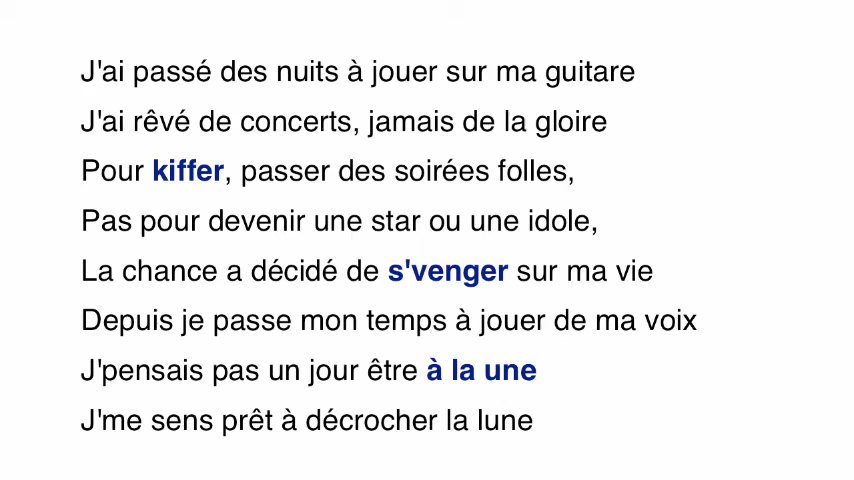 J'ai passé des nuits à jouer sur ma guitare
J'ai rêvé de concerts, jamais de la gloire
Pour kiffer, passer des soirées folles,
Pas pour devenir une star ou une idole,
La chance a décidé de s'venger sur ma vie
Depuis je passe mon temps à jouer de ma voix
J'pensais pas un jour être à la une
J'me sens prêt à décrocher la lune